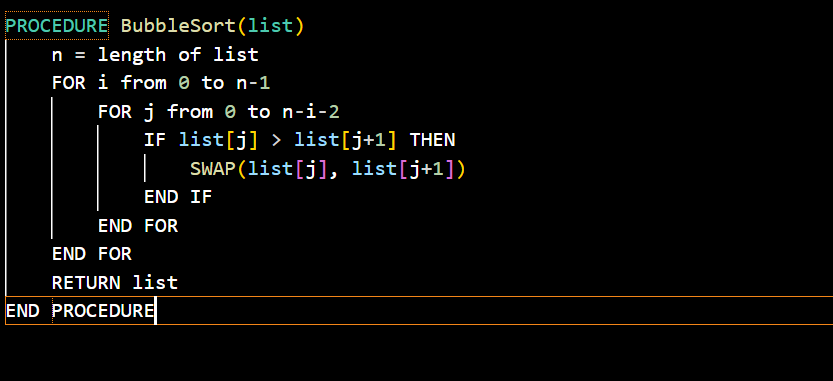 PROCEDURE BubbleSort(list)
    n = length of list
    FOR i from 0 to n-1
        FOR j from 0 to n-i-2
            IF list[j] > list[j+1] THEN
                SWAP(list[j], list[j+1])
            END IF
        END FOR
    END FOR
    RETURN list
END PROCEDURE